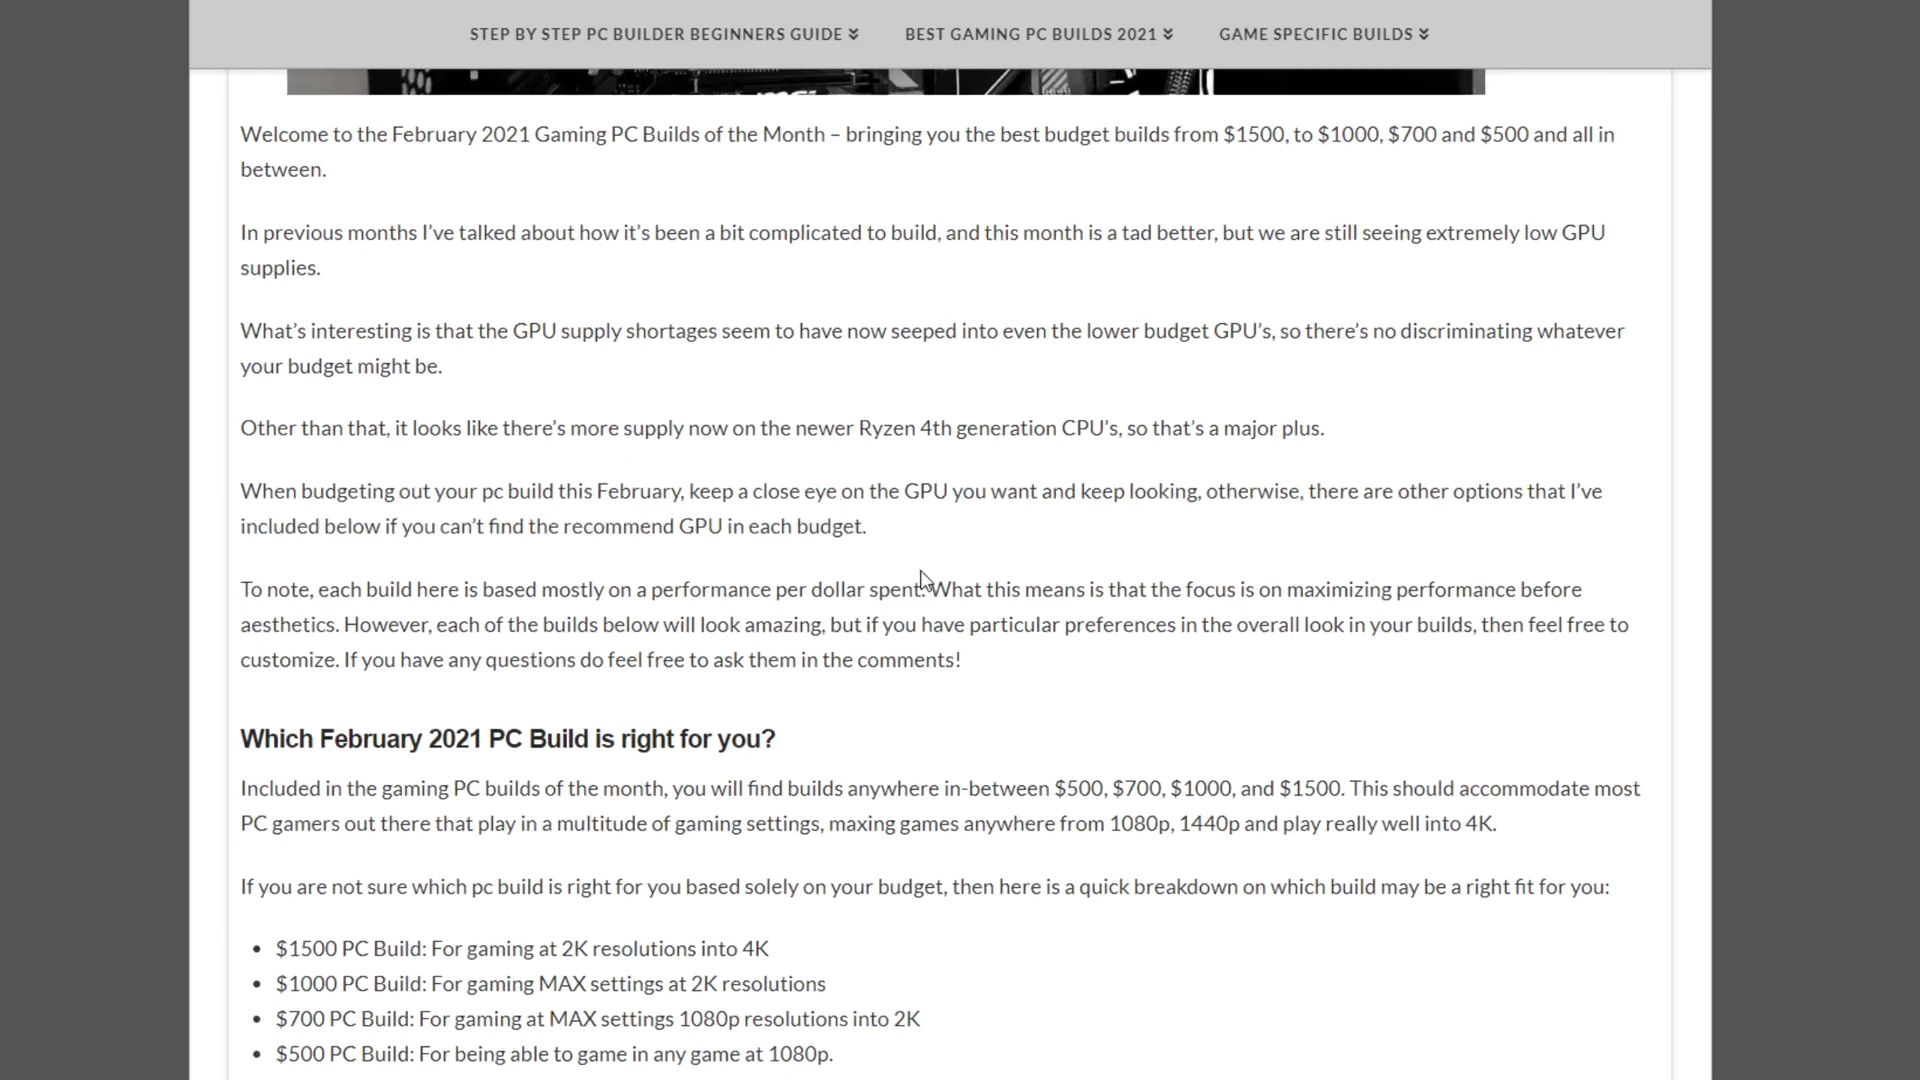 STEP BY STEP PC BUILDER BEGINNERS GUIDE BEST GAMING PC BUILDS 2021 GAME SPECIFIC BUILDS
Welcome to the February 2021 Gaming PC Builds of the Month – bringing you the best budget builds from $1500, to $1000, $700 and $500 and all in
between.
In previous months I’ve talked about how it’s been a bit complicated to build, and this month is a tad better, but we are still seeing extremely low GPU
supplies.
What’s interesting is that the GPU supply shortages seem to have now seeped into even the lower budget GPU’s, so there’s no discriminating whatever
your budget might be.
Other than that, it looks like there’s more supply now on the newer Ryzen 4th generation CPU’s, so that’s a major plus.
When budgeting out your pc build this February, keep a close eye on the GPU you want and keep looking, otherwise, there are other options that I’ve
included below if you can’t find the recommend GPU in each budget.
To note, each build here is based mostly on a performance per dollar spent. What this means is that the focus is on maximizing performance before
aesthetics. However, each of the builds below will look amazing, but if you have particular preferences in the overall look in your builds, then feel free to
customize. If you have any questions do feel free to ask them in the comments!
Which February 2021 PC Build is right for you?
Included in the gaming PC builds of the month, you will find builds anywhere in-between $500, $700, $1000, and $1500. This should accommodate most
PC gamers out there that play in a multitude of gaming settings, maxing games anywhere from 1080p, 1440p and play really well into 4K.
If you are not sure which pc build is right for you based solely on your budget, then here is a quick breakdown on which build may be a right fit for you:
• $1500 PC Build: For gaming at 2K resolutions into 4K
• $1000 PC Build: For gaming MAX settings at 2K resolutions
• $700 PC Build: For gaming at MAX settings 1080p resolutions into 2K
• $500 PC Build: For being able to game in any game at 1080p.